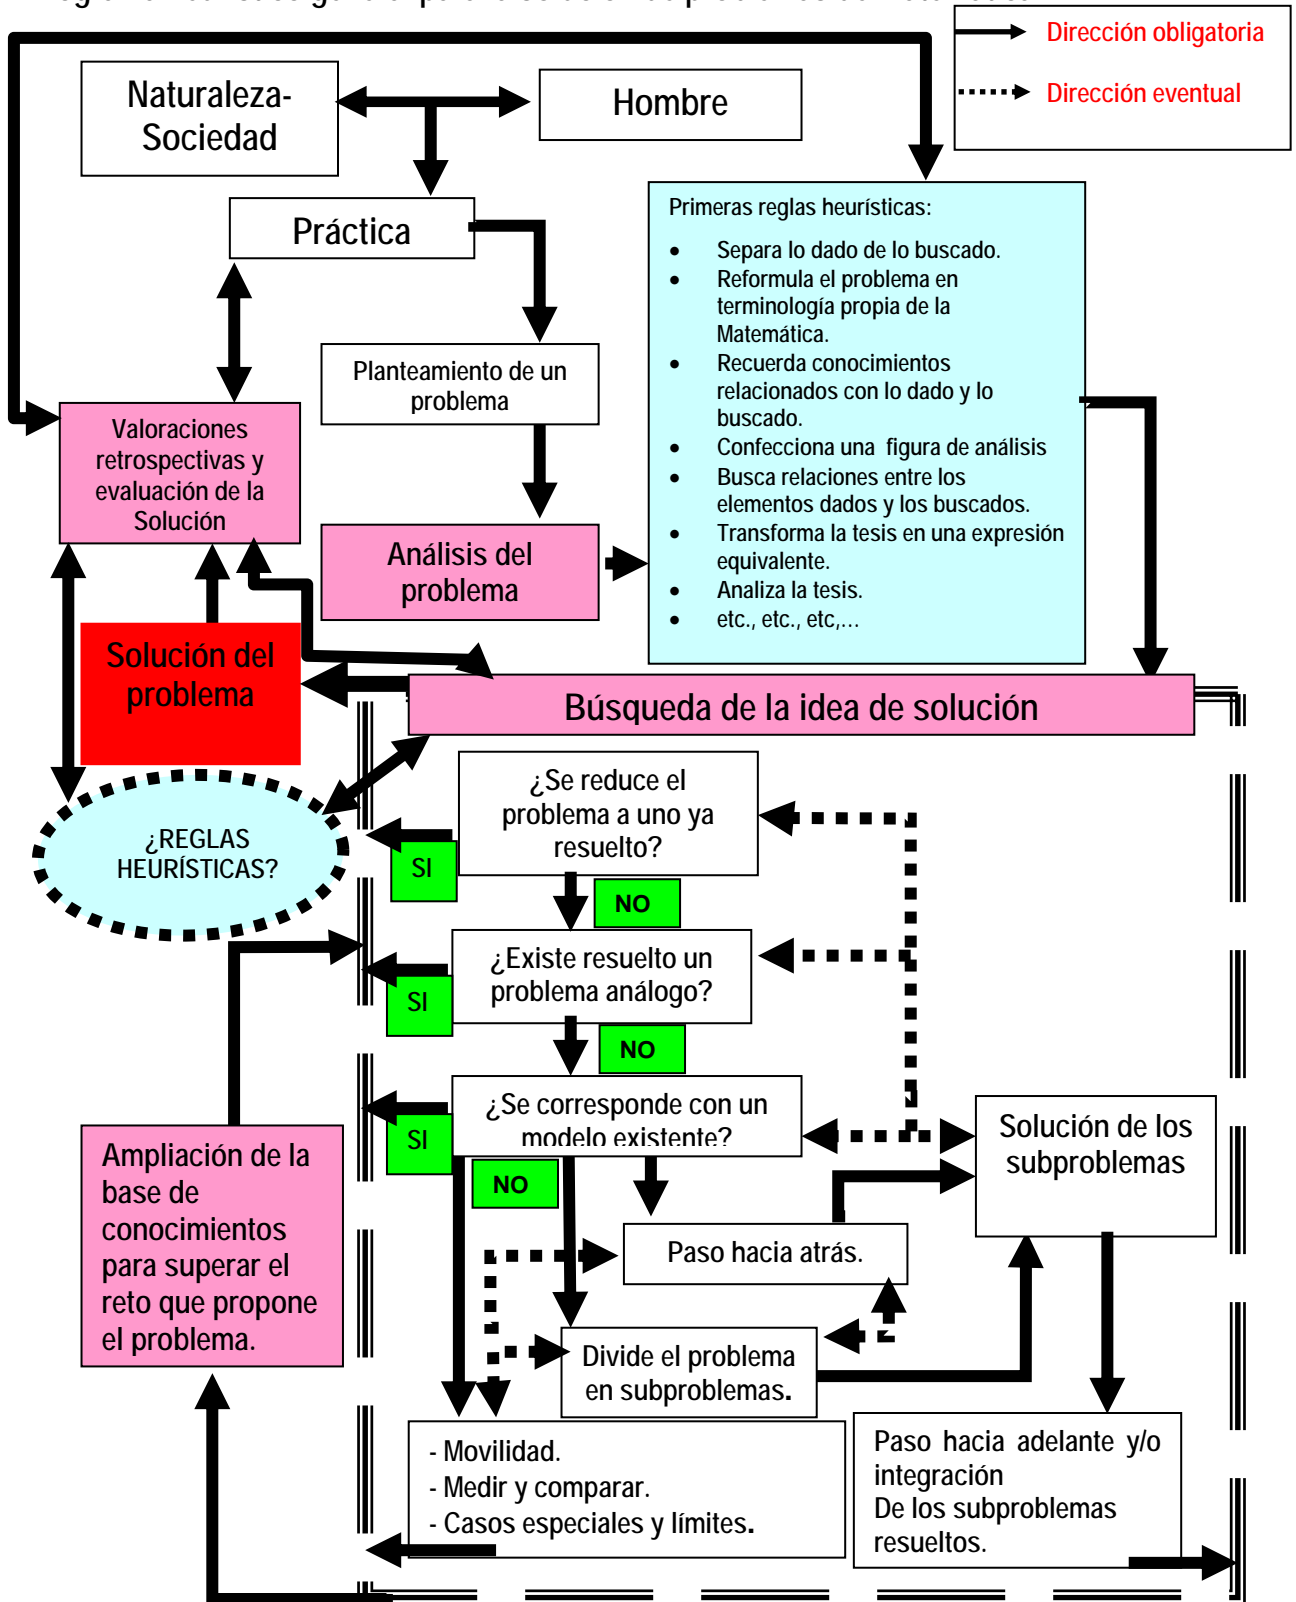 Dirección obligatoria
Dirección eventual
Naturaleza-
Sociedad
Hombre
Práctica
Primeras reglas heurísticas:
• Separa lo dado de lo buscado.
• Reformula el problema en
terminología propia de la
Matemática.
• Recuerda conocimientos
relacionados con lo dado y lo
buscado.
• Confecciona una figura de análisis
• Busca relaciones entre los
elementos dados y los buscados.
• Transforma la tesis en una expresión
equivalente.
• Analiza la tesis.
• etc., etc., etc,…
Planteamiento de un
problema
Valoraciones
retrospectivas y
evaluación de la
Solución
Análisis del
problema
Solución del
problema
Búsqueda de la idea de solución
¿Se reduce el
problema a uno ya
resuelto?
¿REGLAS
HEURÍSTICAS?
SI
NO
¿Existe resuelto un
problema análogo?
SI
NO
¿Se corresponde con un
modelo existente?
SI
NO
Solución de los
subproblemas
Ampliación de la
base de
conocimientos
para superar el
reto que propone
el problema.
Paso hacia atrás.
Divide el problema
en subproblemas.
- Movilidad.
- Medir y comparar.
- Casos especiales y límites.
Paso hacia adelante y/o
integración
De los subproblemas
resueltos.